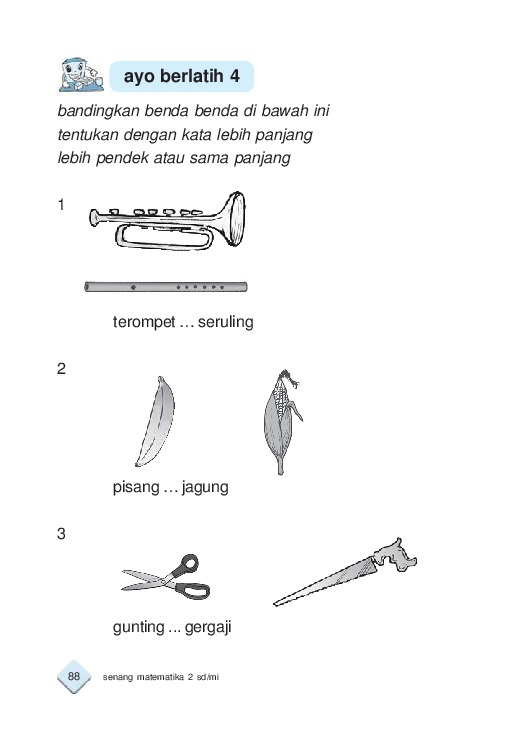 ayo berlatih 4
bandingkan benda benda di bawah ini
tentukan dengan kata lebih panjang
lebih pendek atau sama panjang
1
terompet … seruling
2
pisang … jagung
3
gunting ... gergaji
88
senang matematika 2 sd/mi